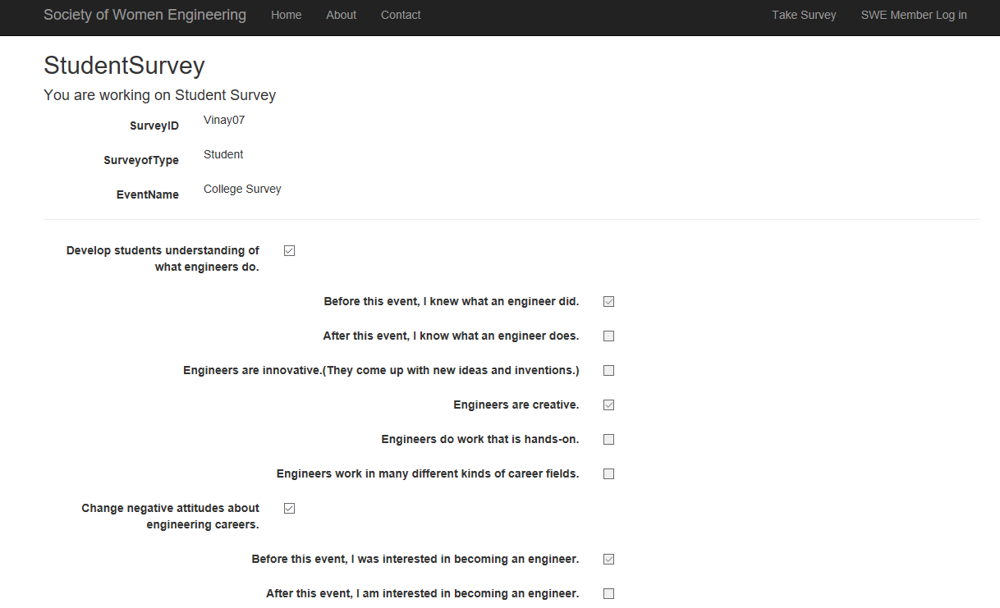 Society of Women Engineering Home About Contact Take Survey SWE Member Log in
StudentSurvey
You are working on Student Survey
SurveyID Vinay07
SurveyofType Student
EventName College Survey
Develop students understanding of
what engineers do.
Before this event, I knew what an engineer did.
After this event, I know what an engineer does.
Engineers are innovative.(They come up with new ideas and inventions.)
Engineers are creative.
Engineers do work that is hands-on.
Engineers work in many different kinds of career fields.
Change negative attitudes about
engineering careers.
Before this event, I was interested in becoming an engineer.
After this event, I am interested in becoming an engineer.